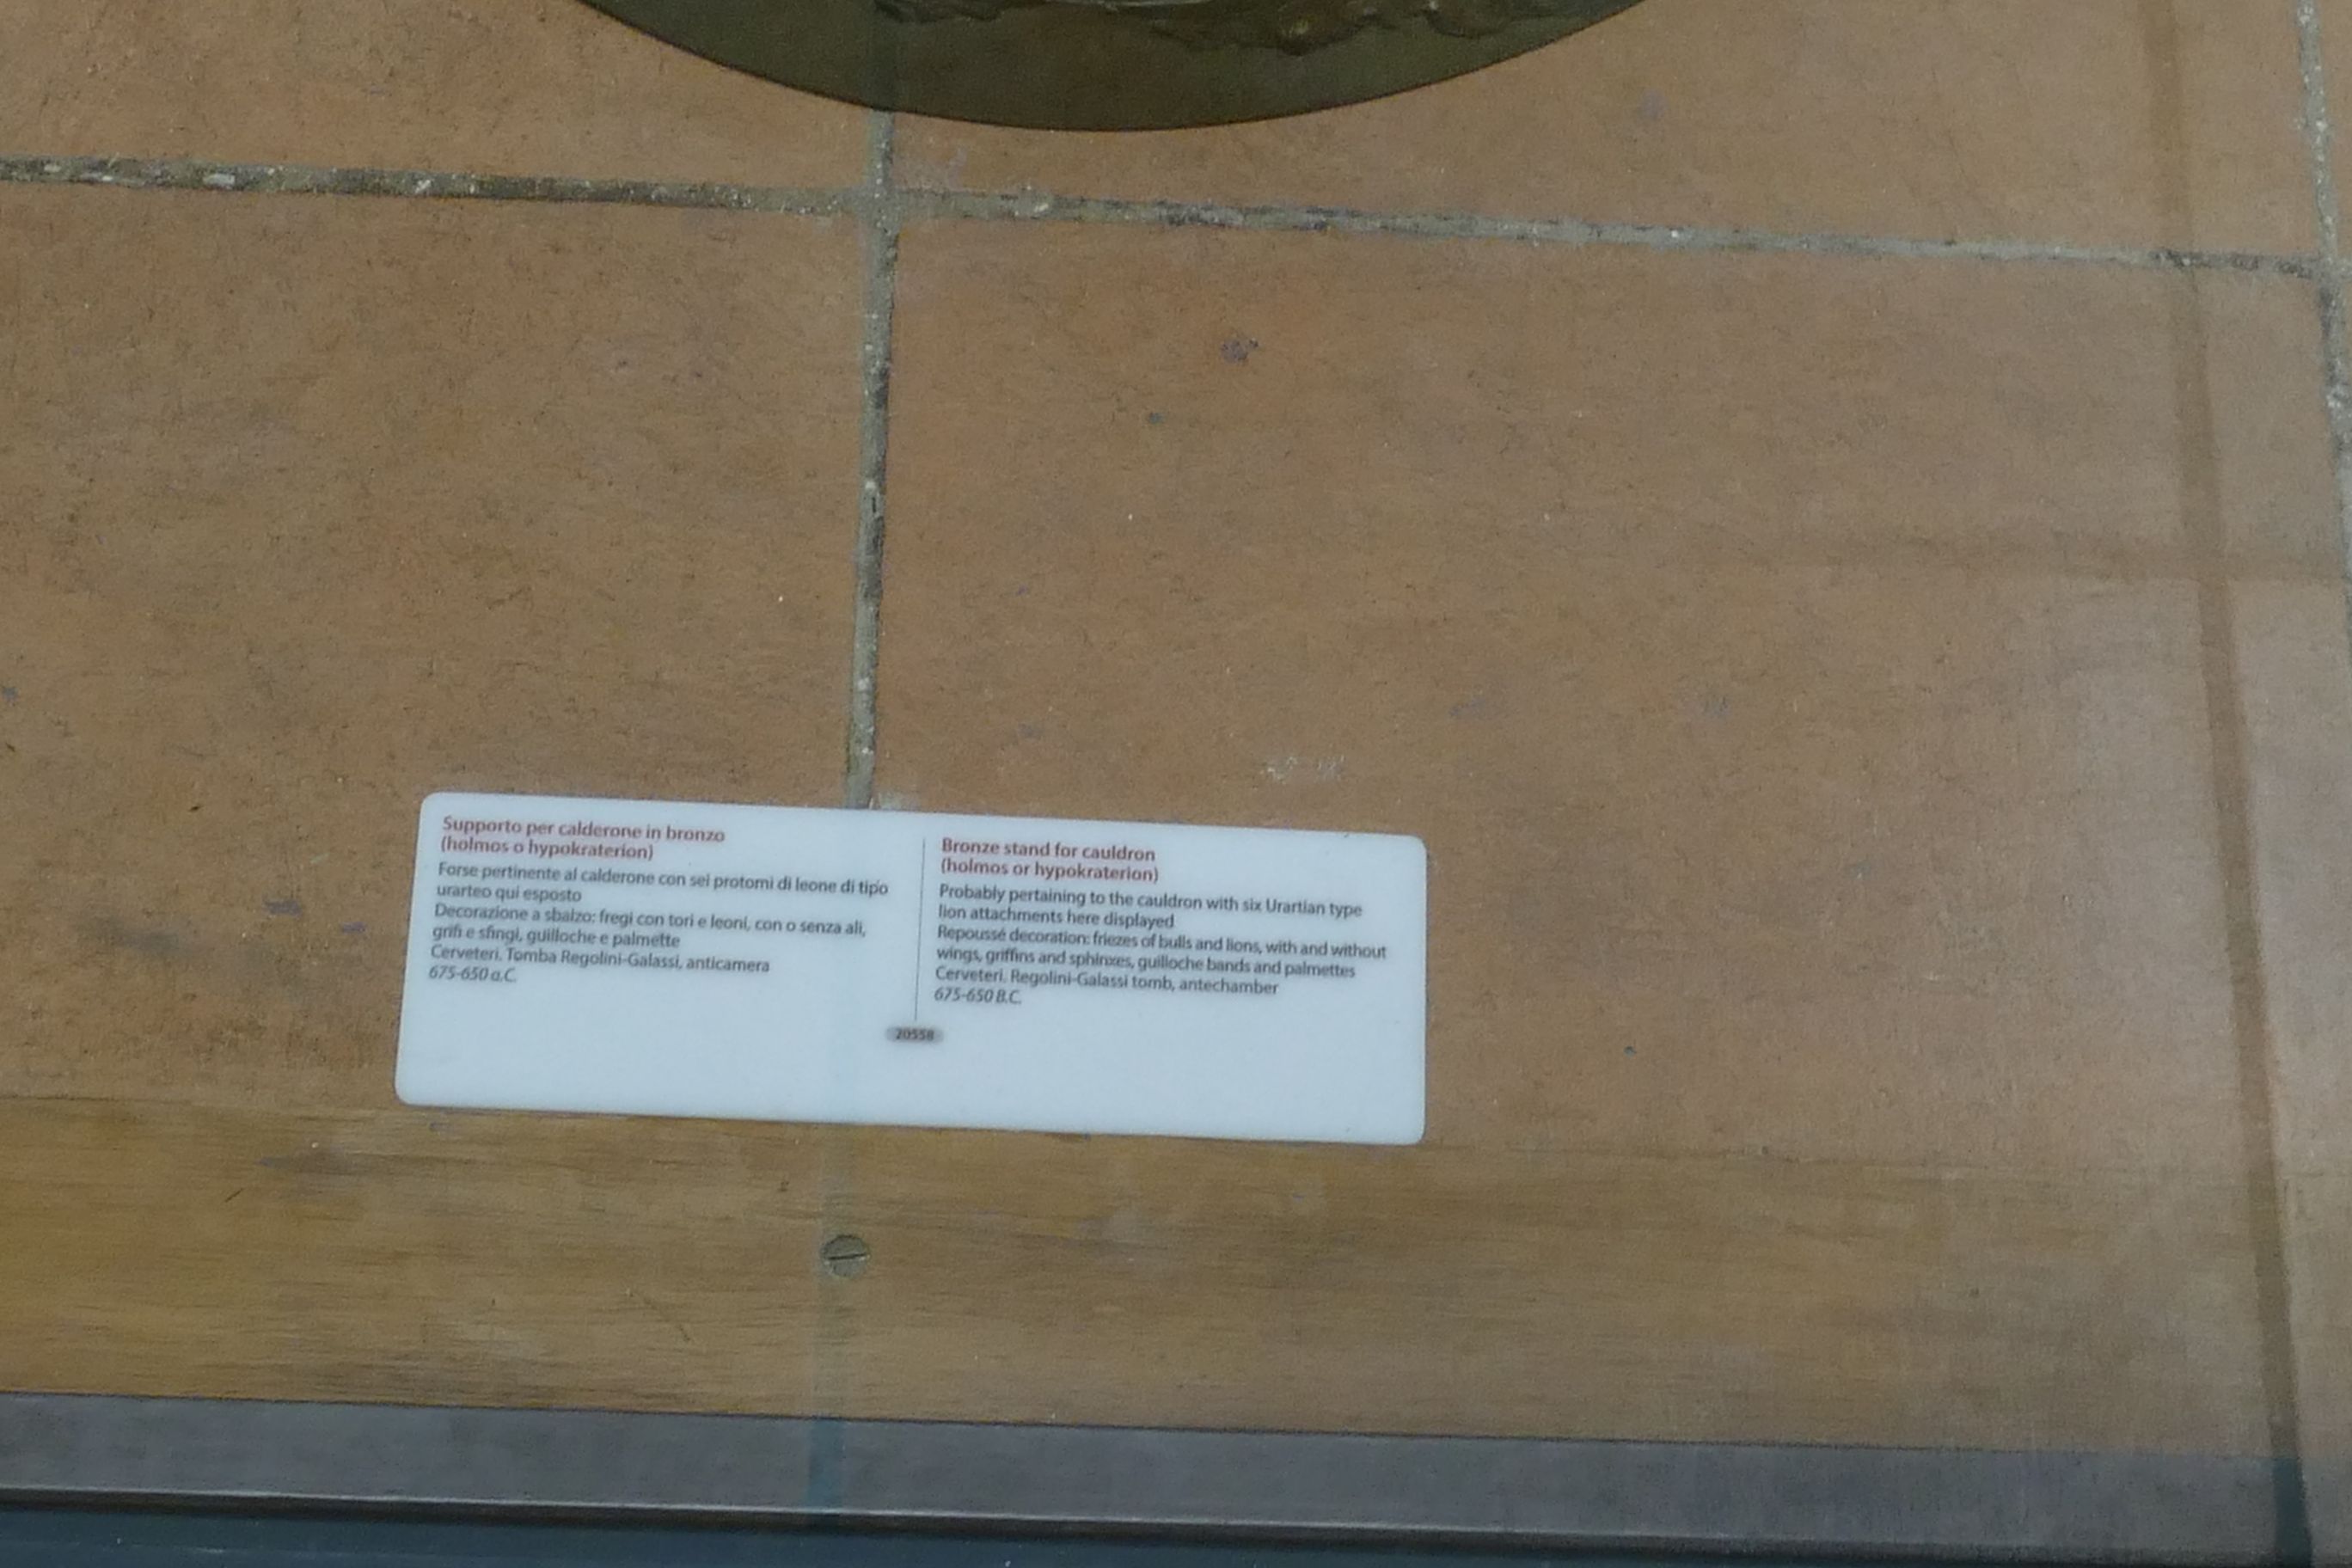 Supporto per calderone in bronzo
(holmos o hypokraterion)
Forse pertinente al calderone con sei protomi di leone di tipo
urarteo qui esposto
Decorazione a sbalzo: fregi con tori e leoni, con o senza ali,
grifi e sfingi, guilloche e palmette
Cerveteri. Tomba Regolini-Galassi, anticamera
675-650 a.C.
Bronze stand for cauldron
(holmos or hypokraterion)
Probably pertaining to the cauldron with six Urartian type
lion attachments here displayed
Repoussé decoration: friezes of bulls and lions, with and without
wings, griffins and sphinxes, guilloche bands and palmettes
Cerveteri. Regolini-Galassi tomb, antechamber
675-650 B.C.
20558